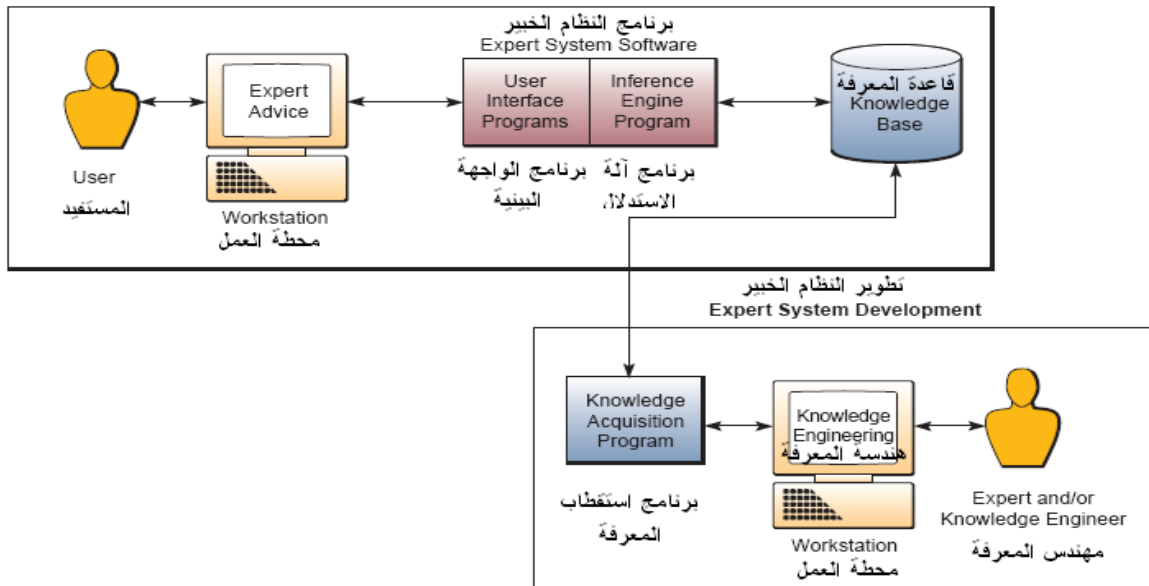 برنامج النظام الخبير
Expert System Software
Expert
Advice
User
Interface
Programs
Inference
Engine
Program
قاعدة المعرفة
Knowledge
Base
User
المستفيد
Workstation
محطة العمل
برنامج الواجهة
البينية
برنامج آلة
الاستدلال
تطوير النظام الخبير
Expert System Development
Knowledge
Acquisition
Program
برنامج استقطاب
المعرفة
Knowledge
Engineering
هندسة المعرفة
Workstation
محطة العمل
Expert and/or
Knowledge Engineer
مهندس المعرفة